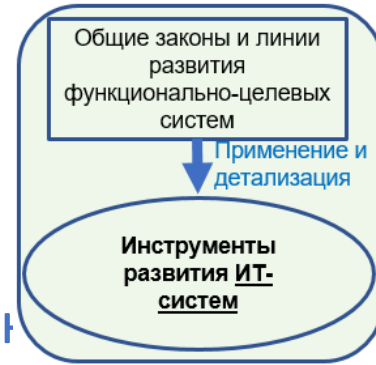 Общие законы и линии
развития
функционально-целевых
систем
Применение и
детализация
Инструменты
развития ИТ-
систем